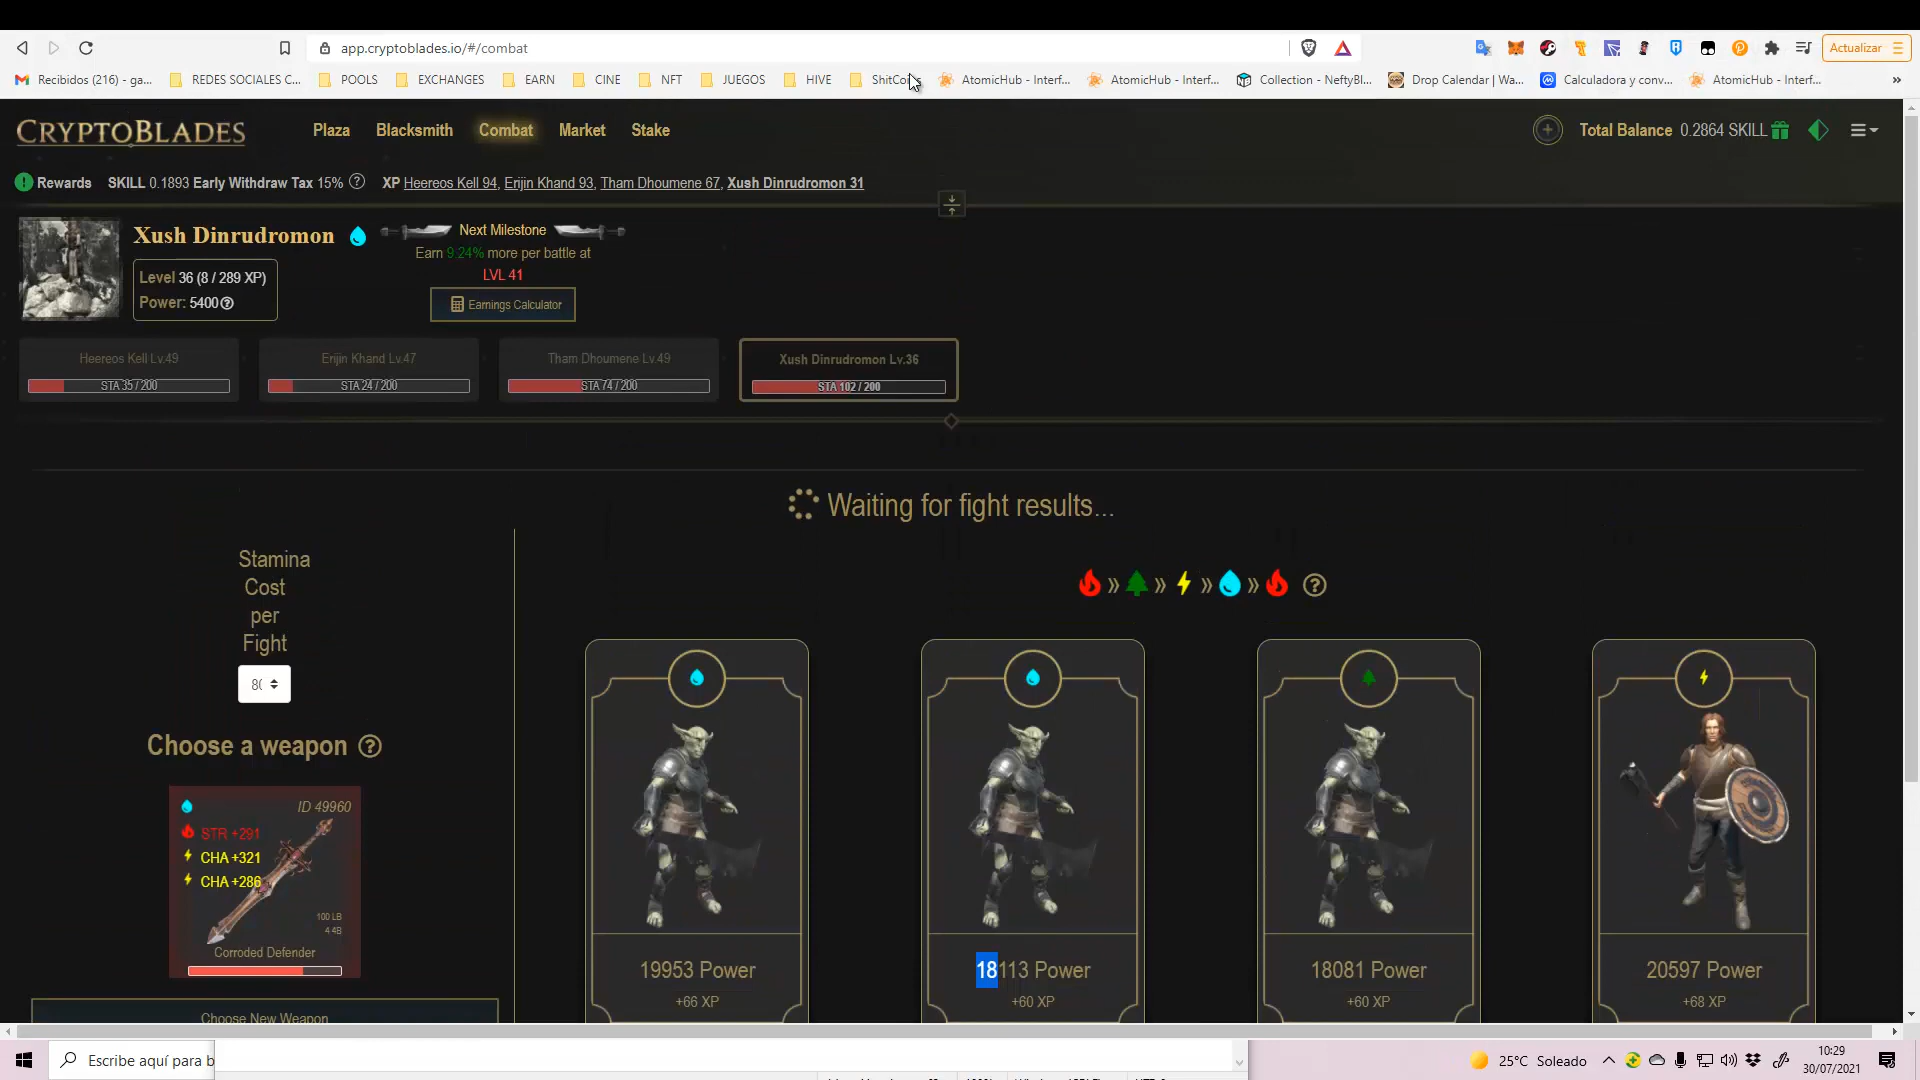 app.cryptoblades.io/#/combat
Actualizar
Recibidos (216) - ga...
REDES SOCIALES C...
POOLS
EXCHANGES
EARN
CINE
NFT
JUEGOS
HIVE
AtomicHub - Interf...
AtomicHub - Interf...
Collection - NeftyBl...
Drop Calendar | Wa...
Calculadora y conv...
AtomicHub - Interf...
»
CRYPTOBLADES
Plaza
Blacksmith
Combat
Market
Stake
Total Balance 0.2864 SKILL
Rewards SKILL 0.1893 Early Withdraw Tax 15% XP Heereos Kell 94, Erijin Khand 93, Tham Dhoumene 67, Xush Dinrudromon 31
Xush Dinrudromon
Level 36 (8 / 289 XP)
Power: 5400
Next Milestone
Earn 9.24% more per battle at
LVL 41
Earnings Calculator
Heereos Kell Lv.49
STA 35 / 200
Erijin Khand Lv.47
STA 24 / 200
Tham Dhoumene Lv.49
STA 74 / 200
Xush Dinrudromon Lv.36
STA 102 / 200
Waiting for fight results...
Stamina
Cost
per
Fight
Choose a weapon
ID 49960
STR +291
CHA +321
CHA +286
100 LB
4.4B
Corroded Defender
Choose New Weapon
19953 Power
+66 XP
18113 Power
+60 XP
18081 Power
+60 XP
20597 Power
+68 XP
Escribe aquí para b
25°C Soleado
10:29
30/07/2021